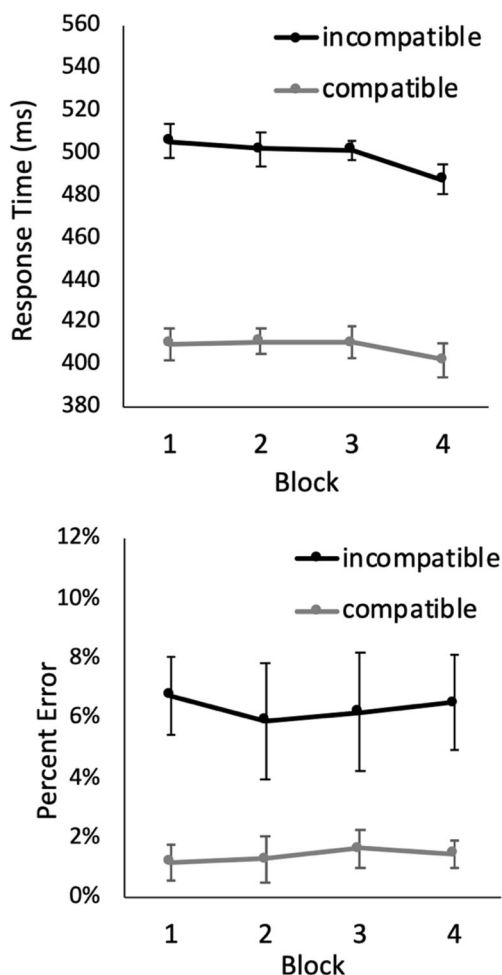 560
540
520
500
480
460
440
420
400
380
Response Time (ms)
incompatible
compatible
1 2 3 4
Block
12%
10%
8%
6%
4%
2%
0%
Percent Error
incompatible
compatible
1 2 3 4
Block